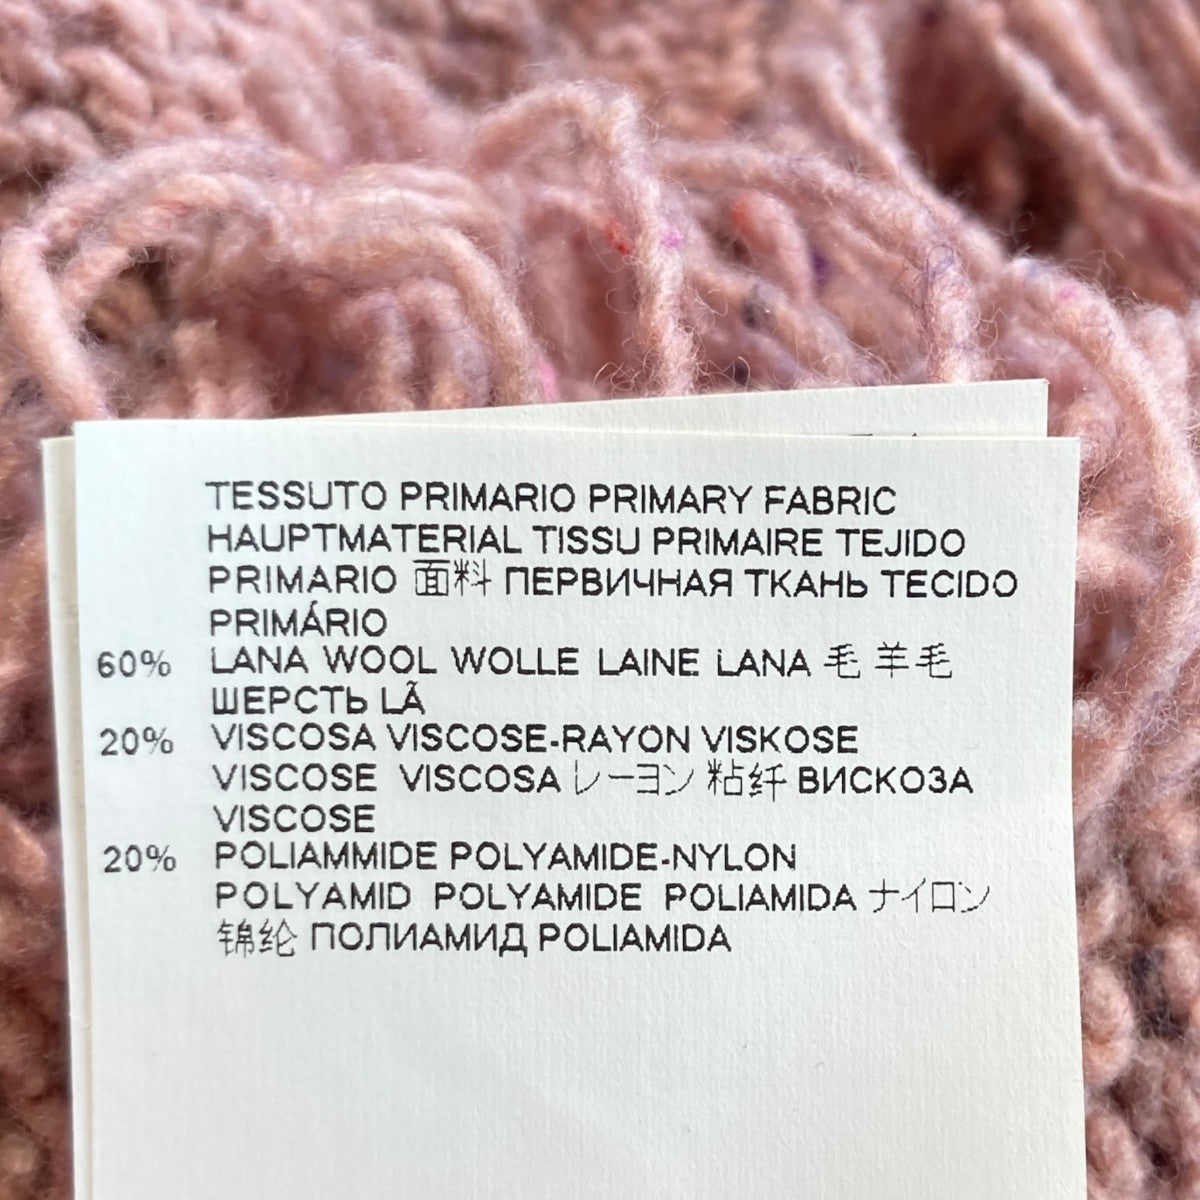 TESSUTO PRIMARIO PRIMARY FABRIC
HAUPTMATERIAL TISSU PRIMAIRE TEJIDO
PRIMARIO 面料 ПЕРВИЧНАЯ ТКАНЬ TECIDO
PRIMÁRIO
60% LANA WOOL WOLLE LAINE LANA 毛 羊毛
ШЕРСТЬ LÃ
20% VISCOSA VISCOSE-RAYON VISKOSE
VISCOSE VISCOSA レーヨン 粘纤 ВИСКОЗА
VISCOSE
20% POLIAMMIDE POLYAMIDE-NYLON
POLYAMID POLYAMIDE POLIAMIDA ナイロン
锦纶 ПОЛИАМИД POLIAMIDA